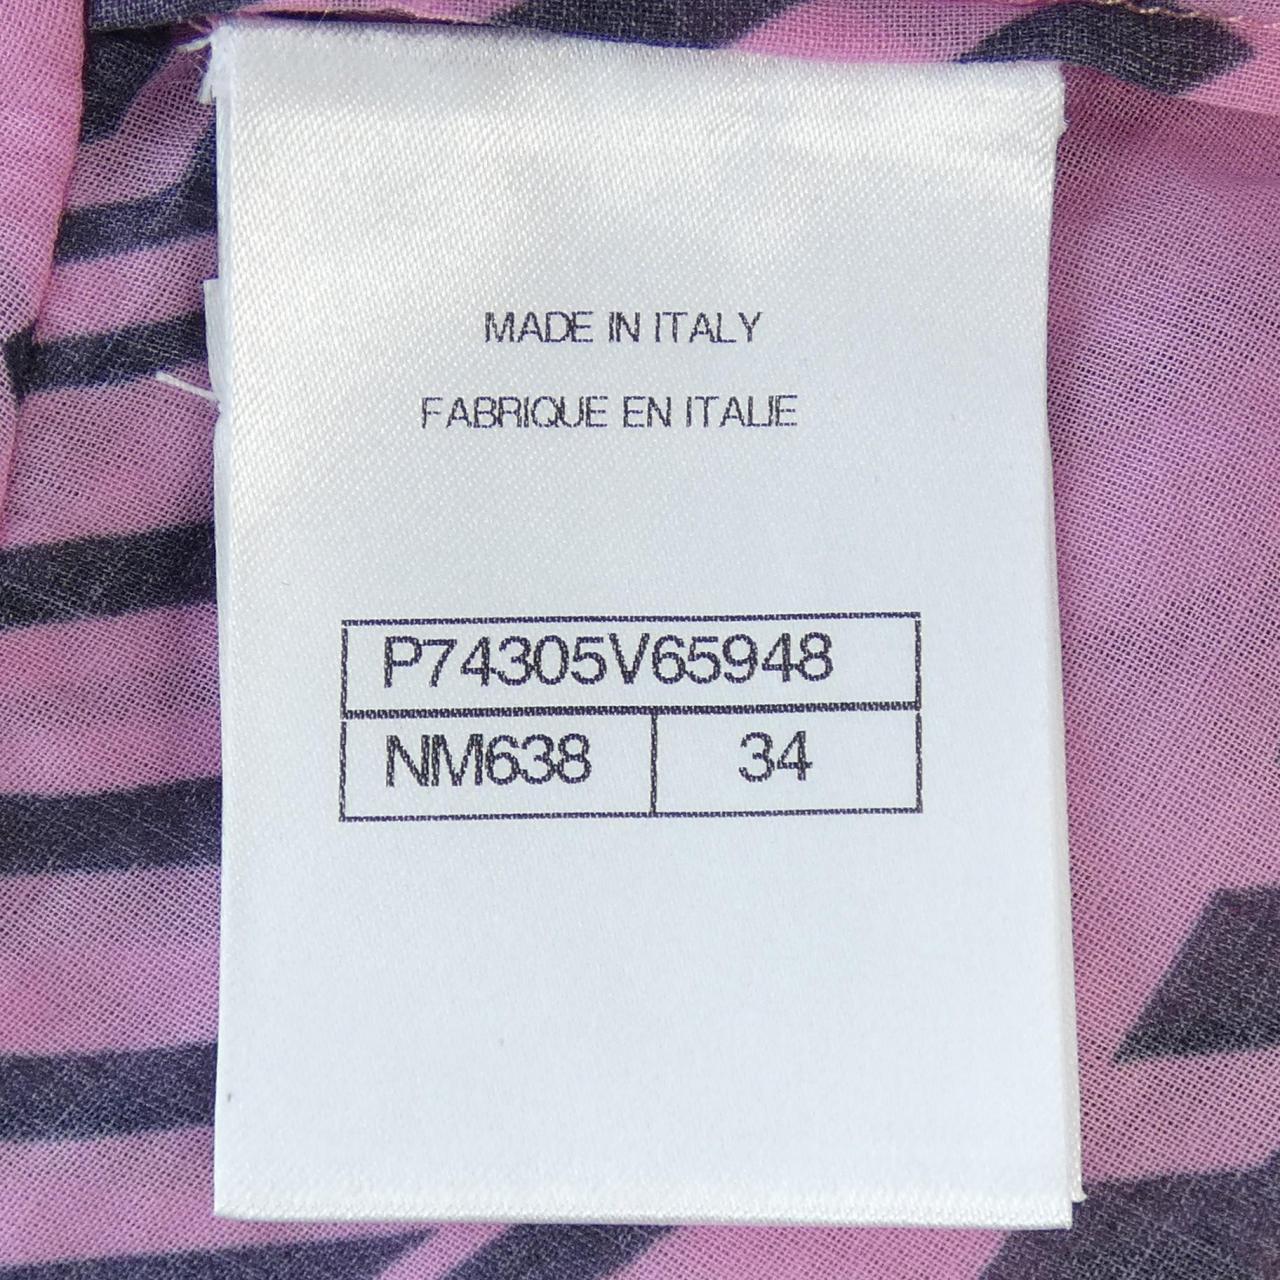 MADE IN ITALY
FABRIQUE EN ITALIE
P74305V65948
NM638 34